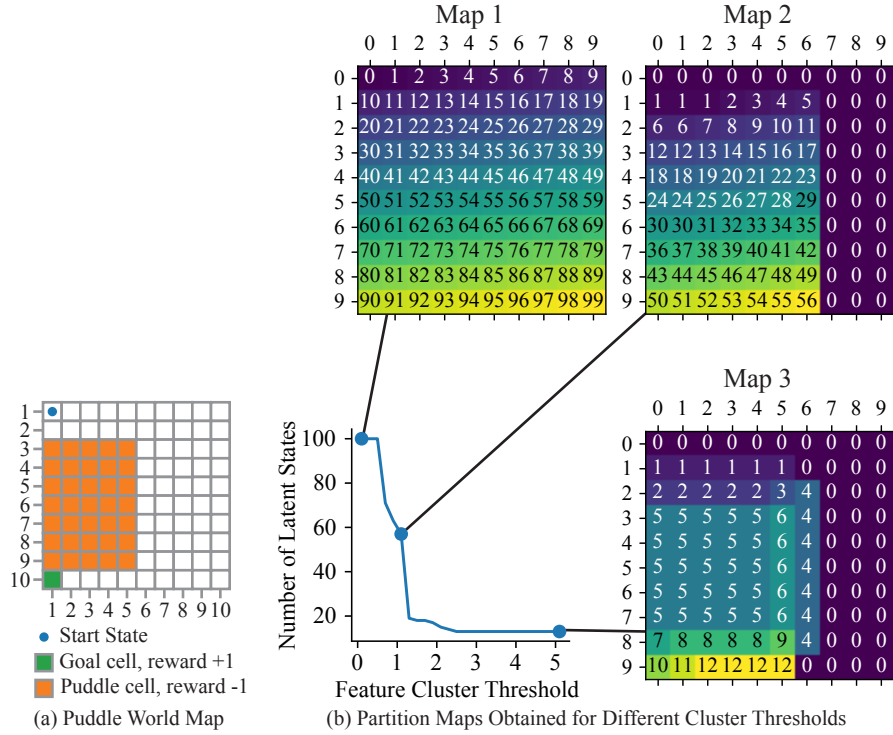 Map 1
0 1 2 3 4 5 6 7 8 9
0 0 1 2 3 4 5 6 7 8 9
1 10 11 12 13 14 15 16 17 18 19
2 20 21 22 23 24 25 26 27 28 29
3 30 31 32 33 34 35 36 37 38 39
4 40 41 42 43 44 45 46 47 48 49
5 50 51 52 53 54 55 56 57 58 59
6 60 61 62 63 64 65 66 67 68 69
7 70 71 72 73 74 75 76 77 78 79
8 80 81 82 83 84 85 86 87 88 89
9 90 91 92 93 94 95 96 97 98 99
Map 2
0 1 2 3 4 5 6 7 8 9
0 0 0 0 0 0 0 0 0 0 0
1 1 1 1 2 3 4 5 0 0 0
2 6 6 7 8 9 10 11 0 0 0
3 12 12 13 14 15 16 17 0 0 0
4 18 18 19 20 21 22 23 0 0 0
5 24 24 25 26 27 28 29 0 0 0
6 30 30 31 32 33 34 35 0 0 0
7 36 37 38 39 40 41 42 0 0 0
8 43 44 45 46 47 48 49 0 0 0
9 50 51 52 53 54 55 56 0 0 0
1
2
3
4
5
6
7
8
9
10
1 2 3 4 5 6 7 8 9 10
Start State
Goal cell, reward +1
Puddle cell, reward -1
(a) Puddle World Map
Number of Latent States
100
80
60
40
20
0 1 2 3 4 5
Feature Cluster Threshold
Map 3
0 1 2 3 4 5 6 7 8 9
0 0 0 0 0 0 0 0 0 0 0
1 1 1 1 1 1 1 0 0 0 0
2 2 2 2 2 2 3 4 0 0 0
3 5 5 5 5 5 6 4 0 0 0
4 5 5 5 5 5 6 4 0 0 0
5 5 5 5 5 5 6 4 0 0 0
6 5 5 5 5 5 6 4 0 0 0
7 5 5 5 5 5 6 4 0 0 0
8 7 8 8 8 8 9 4 0 0 0
9 10 11 12 12 12 12 0 0 0 0
(b) Partition Maps Obtained for Different Cluster Thresholds